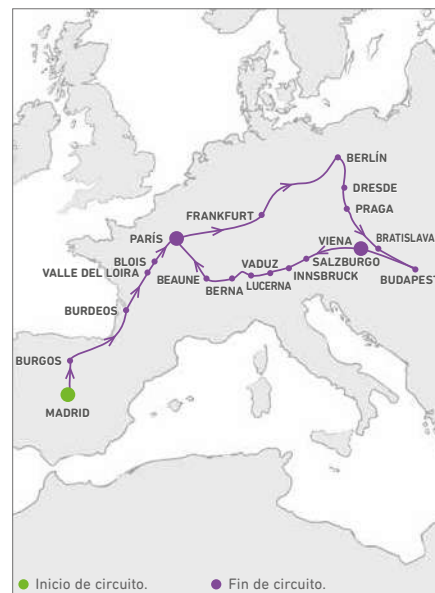 BERLÍN
DRESDE
PRAGA
FRANKFURT
PARÍS
VIENA
BRATISLAVA
BLOIS
VALLE DEL LOIRA
VADUZ
SALZBURGO
BEAUNE
BERNA
LUCERNA
INNSBRUCK
BUDAPEST
BURDEOS
BURGOS
MADRID
Inicio de circuito.
Fin de circuito.